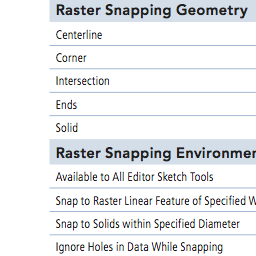 Raster Snapping Geometry
Centerline
Corner
Intersection
Ends
Solid
Raster Snapping
Available to All Editor Sketch Tools
Snap to Raster Linear Feature of Specified
Snap to Solids within Specified Diameter
Ignore Holes in Data While Snapping